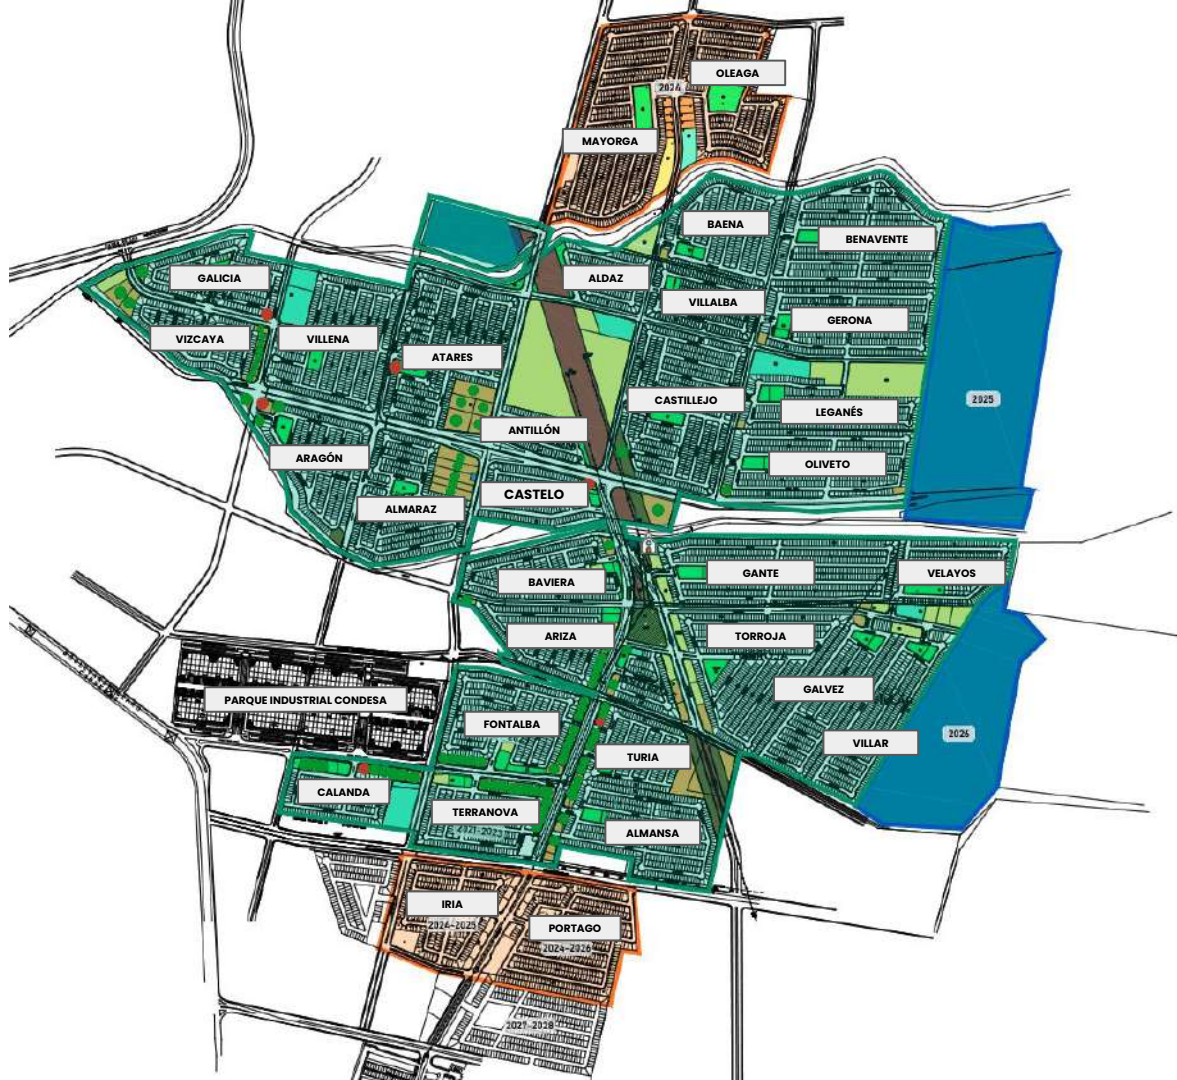 OLEAGA
2024
MAYORGA
BAENA
BENAVENTE
GALICIA
ALDAZ
VILLALBA
GERONA
VIZCAYA
VILLENA
ATARES
CASTILLEJO
2025
LEGANÉS
ANTILLÓN
ARAGÓN
OLIVETO
CASTELO
ALMARAZ
BAVIERA
GANTE
VELAYOS
ARIZA
TORROJA
GALVEZ
PARQUE INDUSTRIAL CONDESA
FONTALBA
2026
VILLAR
TURIA
CALANDA
TERRANOVA
2021-2023
ALMANSA
IRIA
2024-2025
PORTAGO
2024-2026
2027-2028